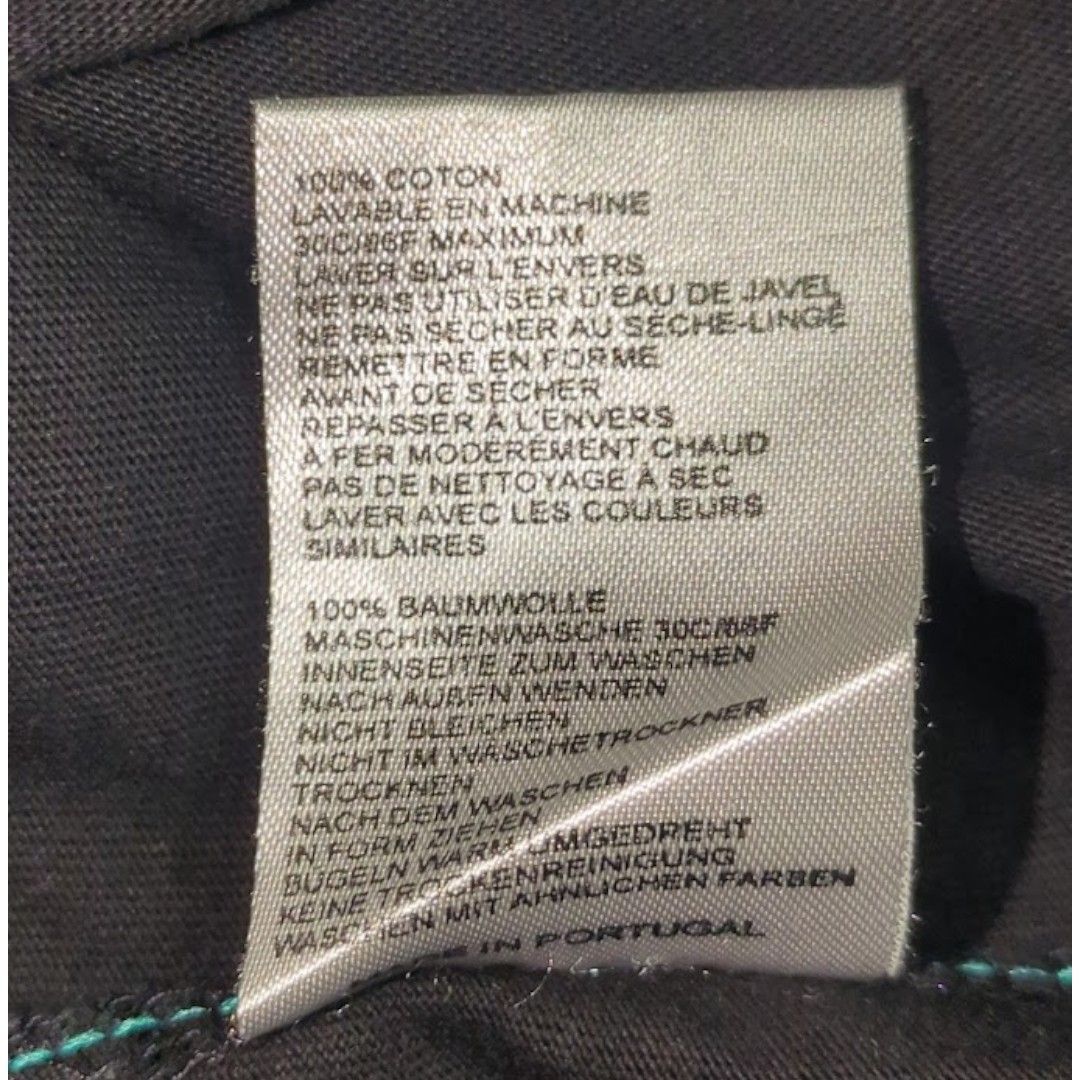 100% COTON
LAVABLE EN MACHINE
30C/86F MAXIMUM
LAVER SUR L'ENVERS
NE PAS UTILISER D'EAU DE JAVEL
NE PAS SÉCHER AU SÈCHE-LINGE
REMETTRE EN FORME
AVANT DE SÉCHER
REPASSER À L'ENVERS
À FER MODEREMENT CHAUD
PAS DE NETTOYAGE À SEC
LAVER AVEC LES COULEURS
SIMILAIRES
100% BAUMWOLLE
MASCHINENWASCHE 30C/86F
INNENSEITE ZUM WASCHEN
NACH AUßEN WENDEN
NICHT BLEICHEN
NICHT IM WASCHETROCKNER
TROCKNEN
NACH DEM WASCHEN
IN FORM ZIEHEN
BUGELN WARM UMGEDREHT
KEINE TROCKENREINIGUNG
WASCHEN MIT AHNLICHEN FARBEN
IN PORTUGAL